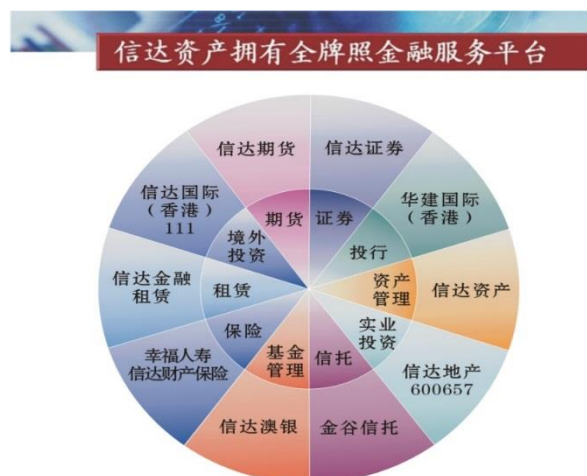 信达资产拥有全牌照金融服务平台
信达期货
信达证券
信达国际
（香港）
111
华建国际
（香港）
期货
证券
境外
投资
投行
信达金融
租赁
租赁
资产
管理
信达资产
保险
实业
投资
幸福人寿
信达财产保险
基金
管理
信托
信达地产
600657
信达澳银
金谷信托